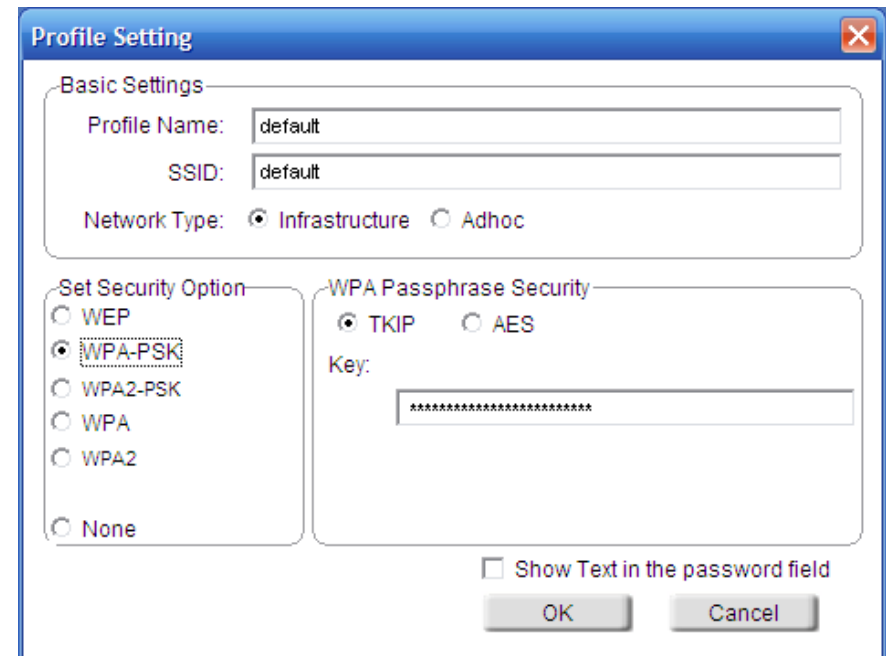 Profile Setting
Basic Settings
Profile Name: default
SSID: default
Network Type: Infrastructure Adhoc
Set Security Option
WEP
WPA-PSK
WPA2-PSK
WPA
WPA2
None
WPA Passphrase Security
TKIP AES
Key:
*************************
Show Text in the password field
OK Cancel